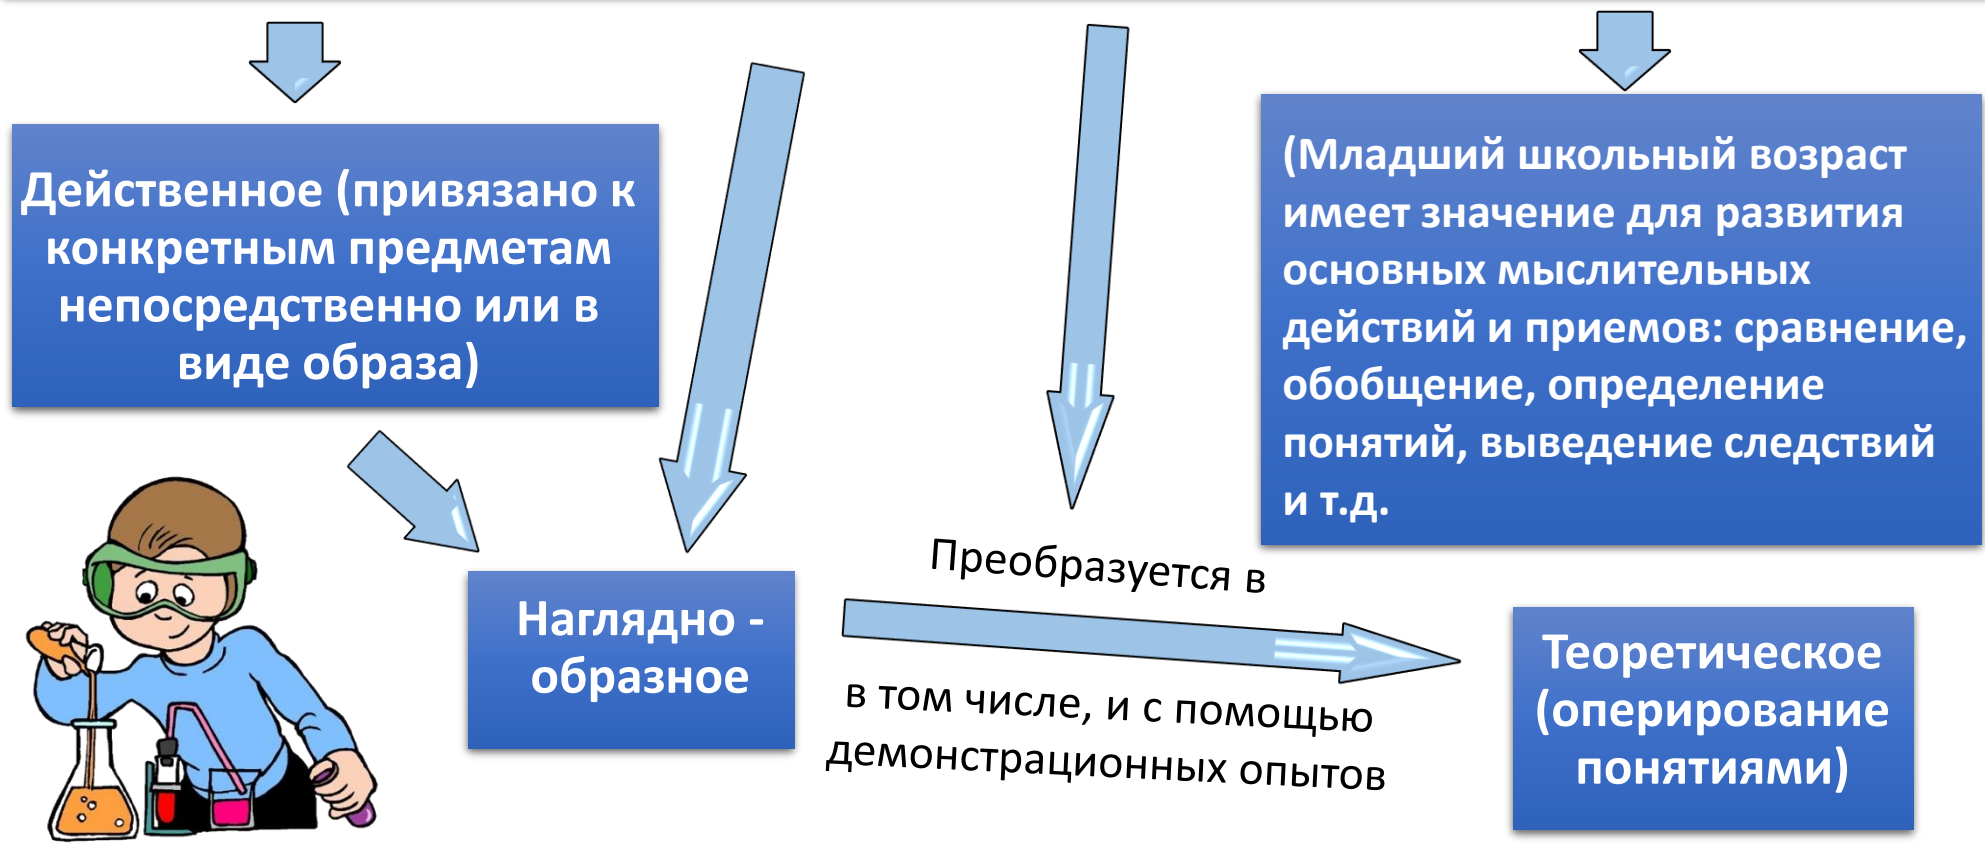 Действенное (привязано к
конкретным предметам
непосредственно или в
виде образа)
(Младший школьный возраст
имеет значение для развития
основных мыслительных
действий и приемов: сравнение,
обобщение, определение
понятий, выведение следствий
и т.д.
Наглядно -
образное
Преобразуется в
в том числе, и с помощью
демонстрационных опытов
Теоретическое
(оперирование
понятиями)